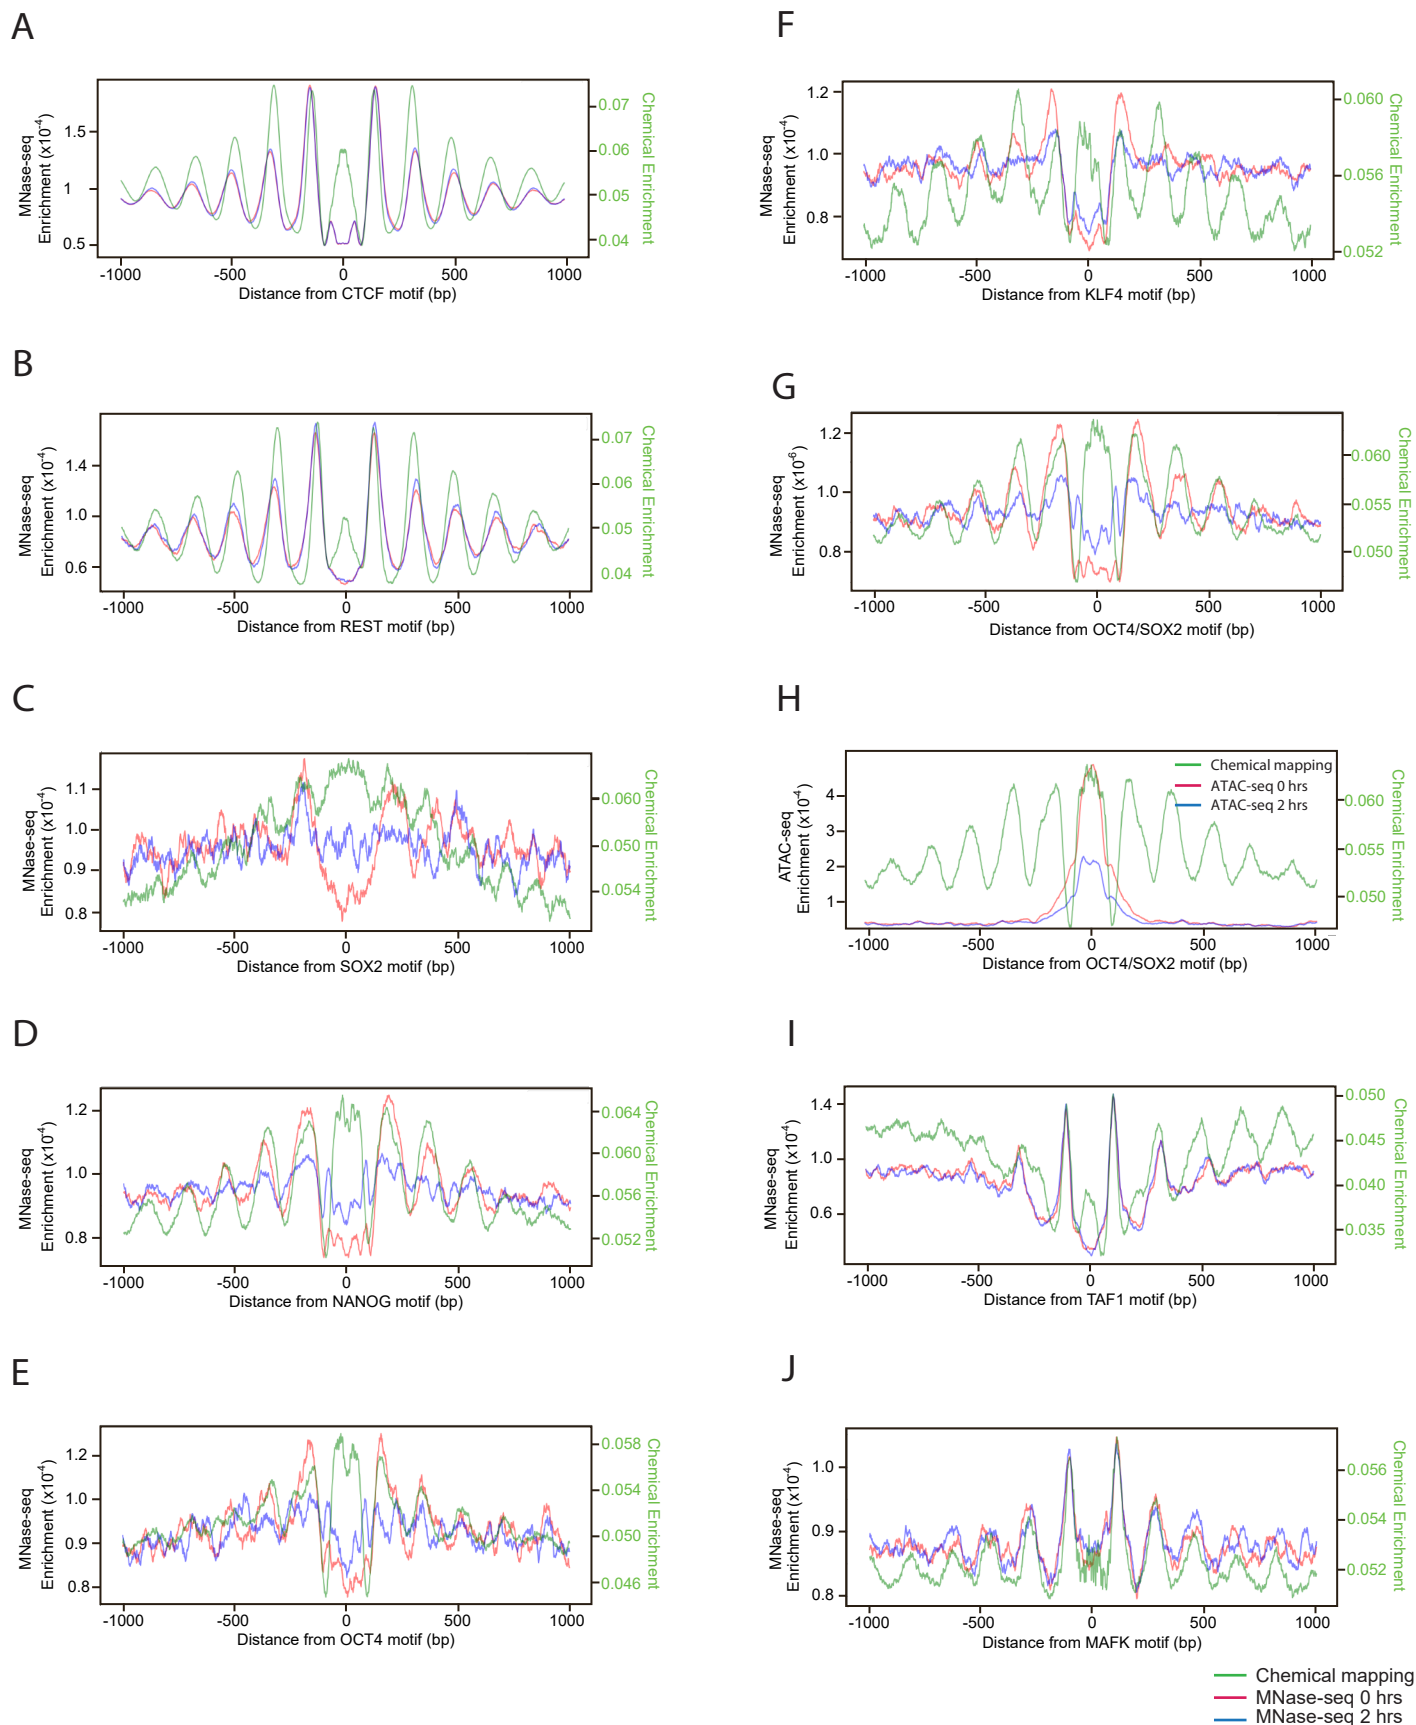 A
MNase-seq
Enrichment (x10-4)
1.5
1
0.5
0.07
0.06
0.05
0.04
Chemical Enrichment
-1000 -500 0 500 1000
Distance from CTCF motif (bp)
B
MNase-seq
Enrichment (x10-4)
1.4
1.0
0.6
0.07
0.06
0.05
0.04
Chemical Enrichment
-1000 -500 0 500 1000
Distance from REST motif (bp)
C
MNase-seq
Enrichment (x10-4)
1.1
1.0
0.9
0.8
0.060
0.050
0.054
Chemical Enrichment
-1000 -500 0 500 1000
Distance from SOX2 motif (bp)
D
MNase-seq
Enrichment (x10-4)
1.2
1.0
0.8
0.064
0.060
0.056
0.052
Chemical Enrichment
-1000 -500 0 500 1000
Distance from NANOG motif (bp)
E
MNase-seq
Enrichment (x10-4)
1.2
1.0
0.9
0.8
0.058
0.054
0.050
0.046
Chemical Enrichment
-1000 -500 0 500 1000
Distance from OCT4 motif (bp)
F
MNase-seq
Enrichment (x10-4)
1.2
1.0
0.8
0.060
0.056
0.052
Chemical Enrichment
-1000 -500 0 500 1000
Distance from KLF4 motif (bp)
G
MNase-seq
Enrichment (x10-6)
1.2
1.0
0.8
0.060
0.055
0.050
Chemical Enrichment
-1000 -500 0 500 1000
Distance from OCT4/SOX2 motif (bp)
H
ATAC-seq
Enrichment (x10-4)
4
3
2
1
Chemical mapping
ATAC-seq 0 hrs
ATAC-seq 2 hrs
0.060
0.055
0.050
Chemical Enrichment
-1000 -500 0 500 1000
Distance from OCT4/SOX2 motif (bp)
I
MNase-seq
Enrichment (x10-4)
1.4
1.0
0.6
0.050
0.045
0.040
0.035
Chemical Enrichment
-1000 -500 0 500 1000
Distance from TAF1 motif (bp)
J
MNase-seq
Enrichment (x10-4)
1.0
0.9
0.8
0.056
0.054
0.052
Chemical Enrichment
-1000 -500 0 500 1000
Distance from MAFK motif (bp)
Chemical mapping
MNase-seq 0 hrs
MNase-seq 2 hrs